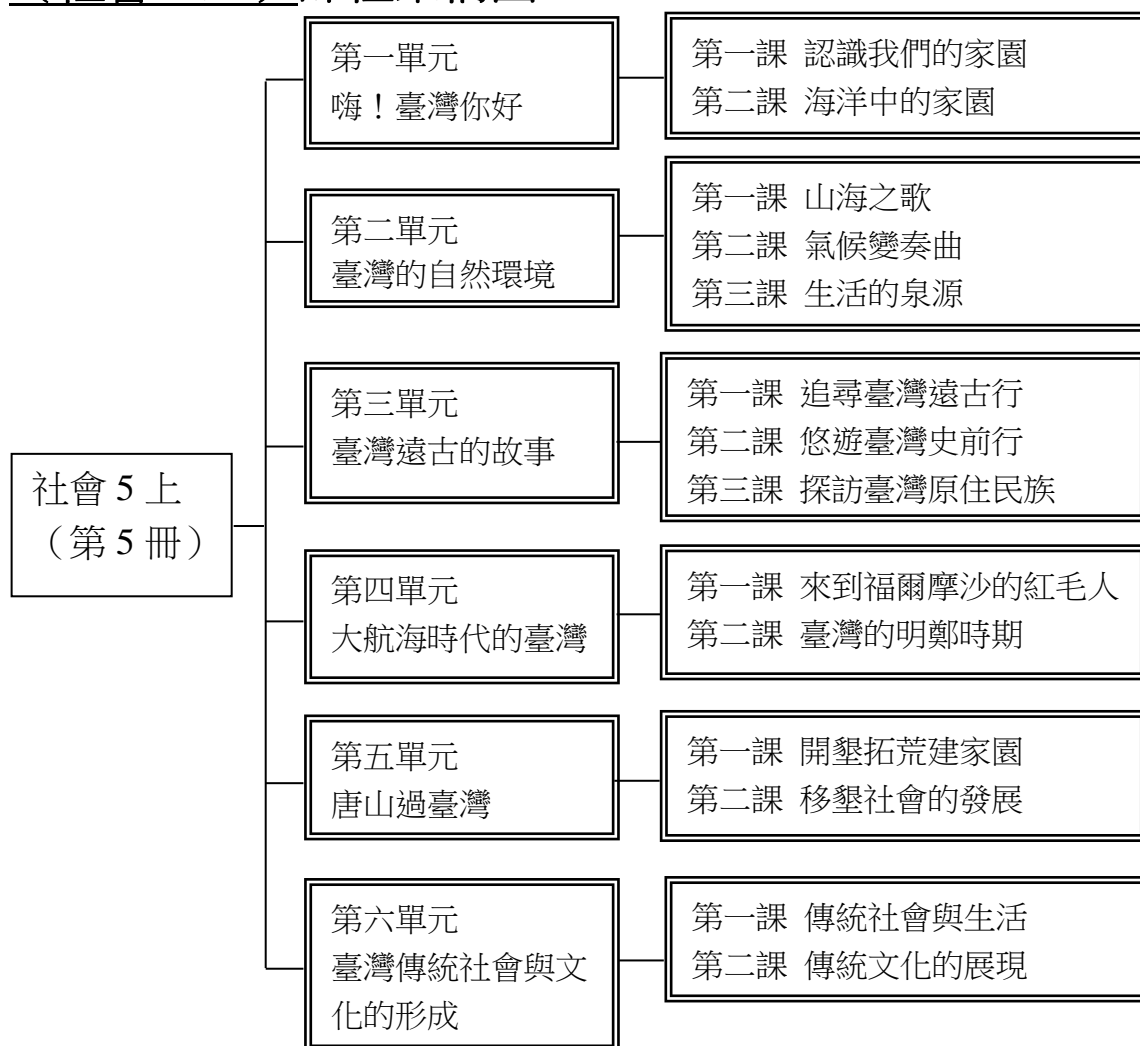 社會 5 上
（第 5 冊）
第一單元
嗨！臺灣你好
第一課 認識我們的家園
第二課 海洋中的家園
第二單元
臺灣的自然環境
第一課 山海之歌
第二課 氣候變奏曲
第三課 生活的泉源
第三單元
臺灣遠古的故事
第一課 追尋臺灣遠古行
第二課 悠遊臺灣史前行
第三課 探訪臺灣原住民族
第四單元
大航海時代的臺灣
第一課 來到福爾摩沙的紅毛人
第二課 臺灣的明鄭時期
第五單元
唐山過臺灣
第一課 開墾拓荒建家園
第二課 移墾社會的發展
第六單元
臺灣傳統社會與文
化的形成
第一課 傳統社會與生活
第二課 傳統文化的展現